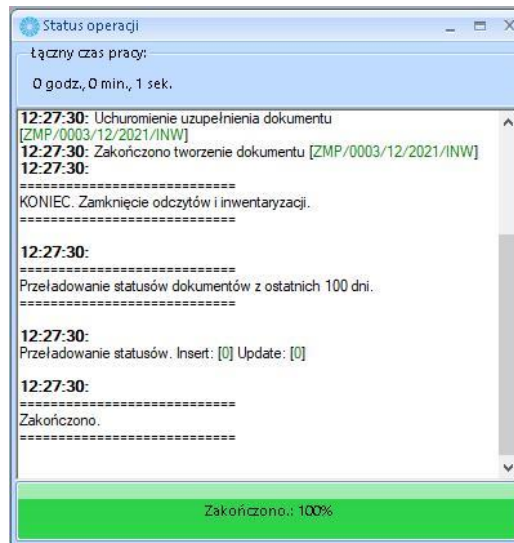 Status operacji
Łączny czas pracy:
0 godz., 0 min., 1 sek.
12:27:30: Uchuromienie uzupełnienia dokumentu
[ZMP/0003/12/2021/INW]
12:27:30: Zakończono tworzenie dokumentu [ZMP/0003/12/2021/INW]
12:27:30:
===========================
KONIEC. Zamknięcie odczytów i inwentaryzacji.
===========================
12:27:30:
===========================
Przeładowanie statusów dokumentów z ostatnich 100 dni.
===========================
12:27:30:
Przeładowanie statusów. Insert: [0] Update: [0]
12:27:30:
===========================
Zakończono.
===========================
Zakończono.: 100%